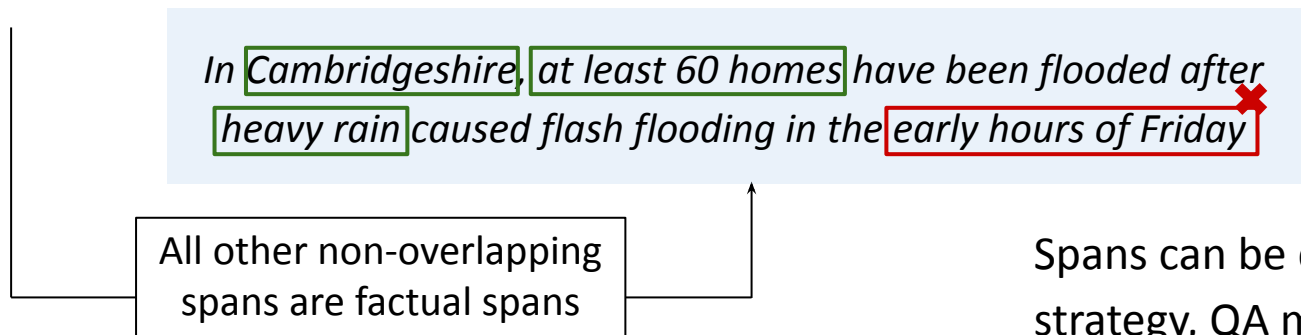 In Cambridgeshire, at least 60 homes have been flooded after
heavy rain caused flash flooding in the early hours of Friday
All other non-overlapping
spans are factual spans
Spans can be
strategy, QA